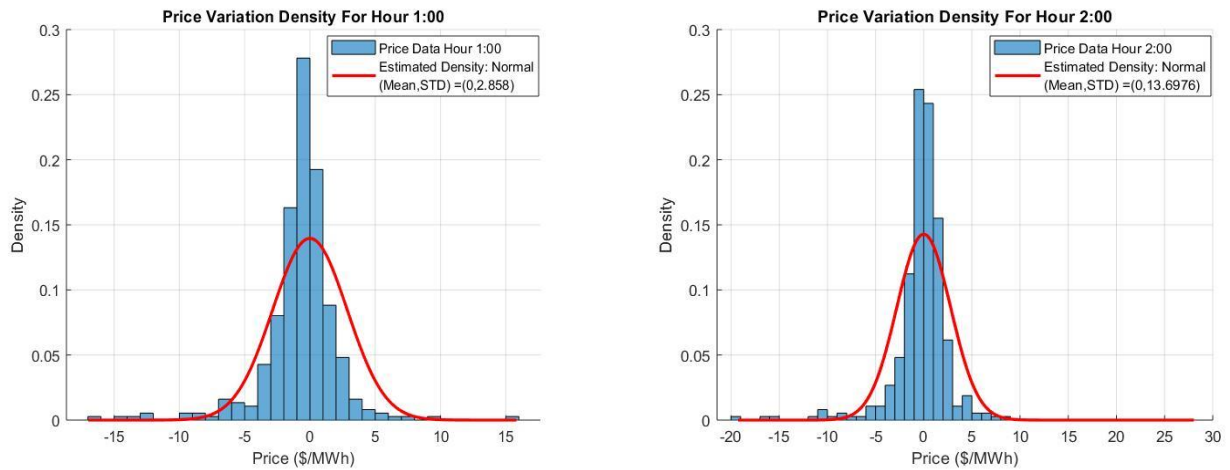 Price Variation Density For Hour 1:00
0.3
0.25
0.2
0.15
0.1
0.05
0
Density
-15
-10
-5
0
5
10
15
Price ($/MWh)
Price Data Hour 1:00
Estimated Density: Normal
(Mean,STD) =(0,2.858)
Price Variation Density For Hour 2:00
0.3
0.25
0.2
0.15
0.1
0.05
0
Density
-20
-15
-10
-5
0
5
10
15
20
25
30
Price ($/MWh)
Price Data Hour 2:00
Estimated Density: Normal
(Mean,STD) =(0,13.6976)